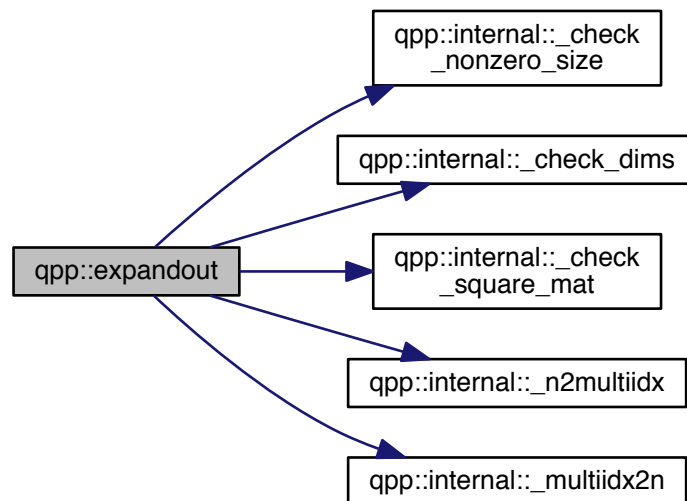 qpp::internal::_check
_nonzero_size
qpp::internal::_check_dims
qpp::expandout
qpp::internal::_check
_square_mat
qpp::internal::_n2multiidx
qpp::internal::_multiidx2n